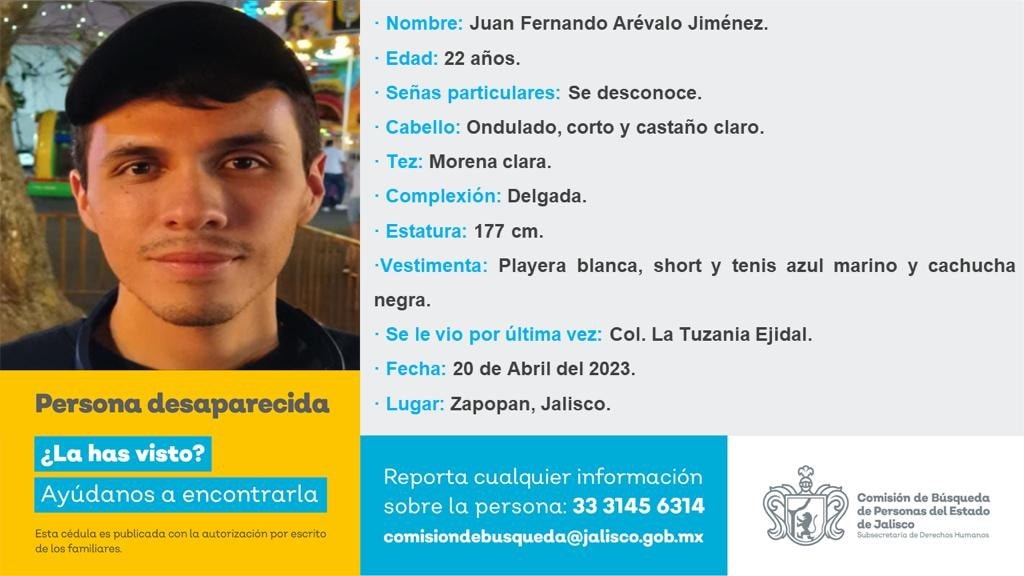 · Nombre: Juan Fernando Arévalo Jiménez.
· Edad: 22 años.
· Señas particulares: Se desconoce.
· Cabello: Ondulado, corto y castaño claro.
· Tez: Morena clara.
· Complexión: Delgada.
· Estatura: 177 cm.
·Vestimenta: Playera blanca, short y tenis azul marino y cachucha
negra.
· Se le vio por última vez: Col. La Tuzania Ejidal.
· Fecha: 20 de Abril del 2023.
· Lugar: Zapopan, Jalisco.
Persona desaparecida
¿La has visto?
Ayúdanos a encontrarla
Esta cédula es publicada con la autorización por escrito
de los familiares.
Reporta cualquier información
sobre la persona: 33 3145 6314
comisiondebusqueda@jalisco.gob.mx
Comisión de Búsqueda
de Personas del Estado
de Jalisco
Subsecretaría de Derechos Humanos